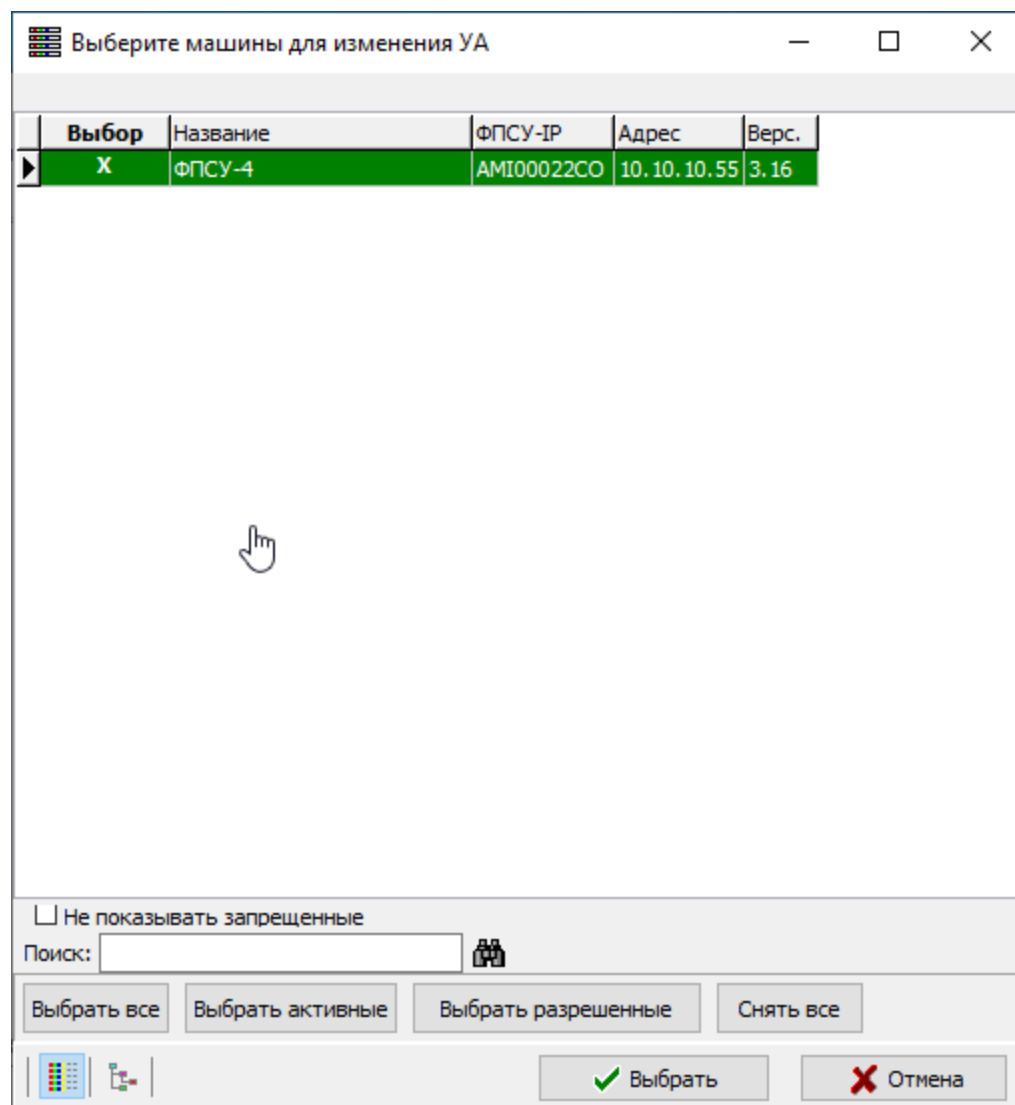 Выберите машины для изменения УА
Выбор Название ФПСУ-IP Адрес Верс.
X ФПСУ-4 AMI00022CO 10.10.10.55 3.16
Не показывать запрещенные
Поиск:
Выбрать все Выбрать активные Выбрать разрешенные Снять все
Выбрать Отмена